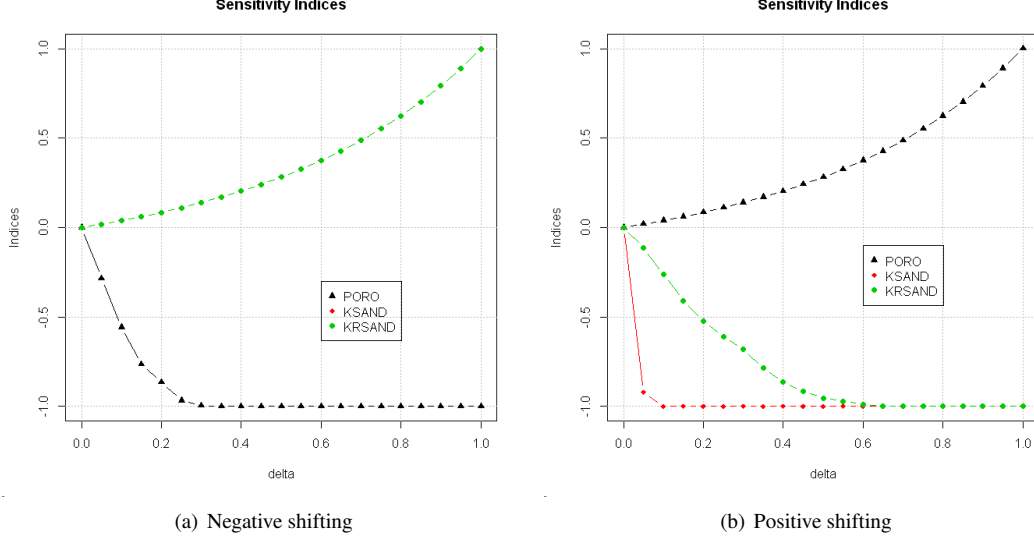 Sensitivity Indices
1.0
0.5
0.0
-0.5
-1.0
Indices
PORO
KSAND
KRSAND
0.0 0.2 0.4 0.6 0.8 1.0
delta
(a) Negative shifting
Sensitivity Indices
1.0
0.5
0.0
-0.5
-1.0
Indices
PORO
KSAND
KRSAND
0.0 0.2 0.4 0.6 0.8 1.0
delta
(b) Positive shifting